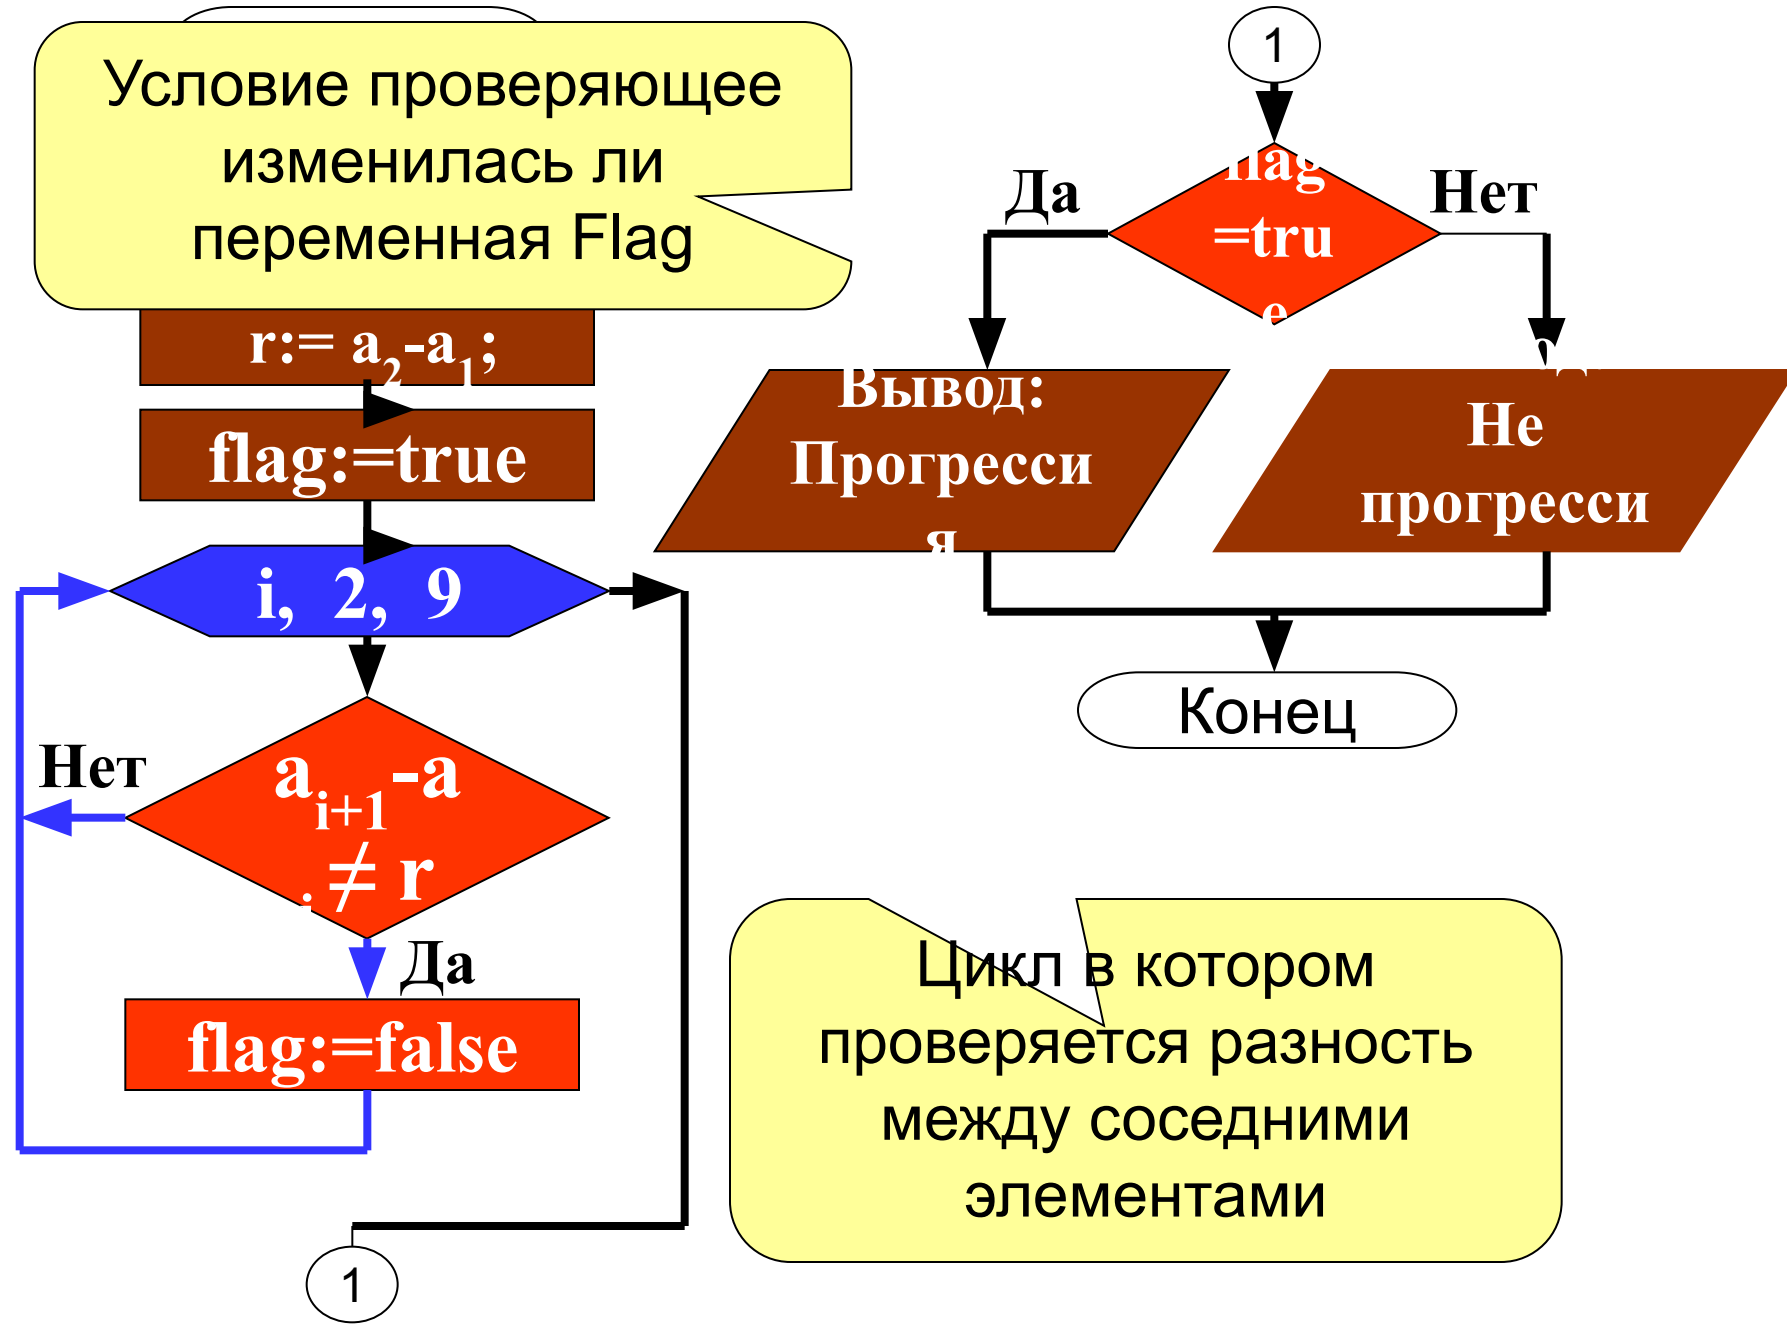 Условие проверяющее
изменилась ли
переменная Flag
r:= a₂-a₁;
flag:=true
i, 2, 9
Нет
aᵢ₊₁-a
ᵢ ≠ r
Да
flag:=false
1
1
Да
Нет
flag
=tru
e
Вывод:
Прогресси
я
Не
прогресси
Конец
Цикл в котором
проверяется разность
между соседними
элементами